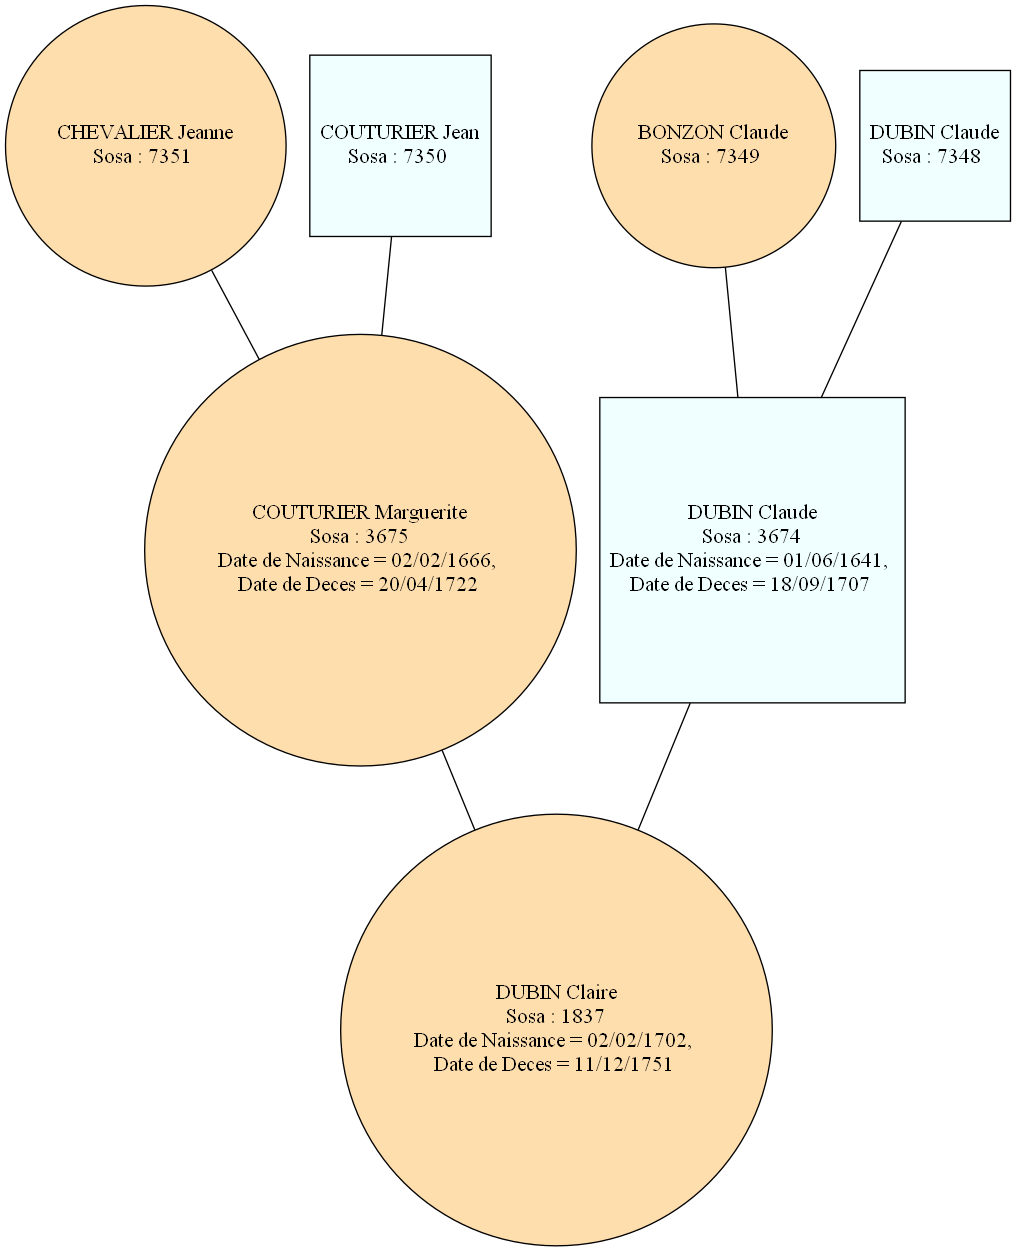 CHEVALIER Jeanne
Sosa : 7351
COUTURIER Jean
Sosa : 7350
BONZON Claude
Sosa : 7349
DUBIN Claude
Sosa : 7348
COUTURIER Marguerite
Sosa : 3675
Date de Naissance = 02/02/1666,
Date de Deces = 20/04/1722
DUBIN Claude
Sosa : 3674
Date de Naissance = 01/06/1641,
Date de Deces = 18/09/1707
DUBIN Claire
Sosa : 1837
Date de Naissance = 02/02/1702,
Date de Deces = 11/12/1751